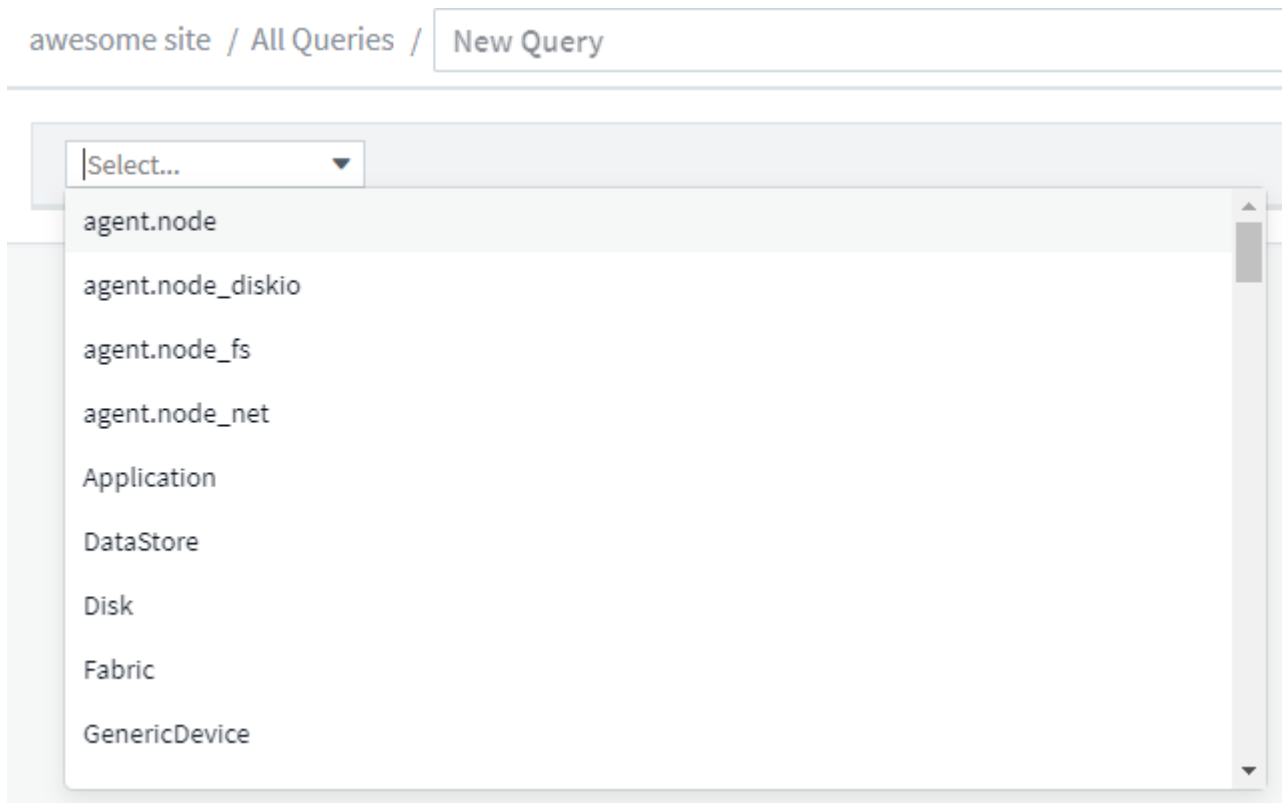 awesome site / All Queries / New Query
Select...
agent.node
agent.node_diskio
agent.node_fs
agent.node_net
Application
DataStore
Disk
Fabric
GenericDevice